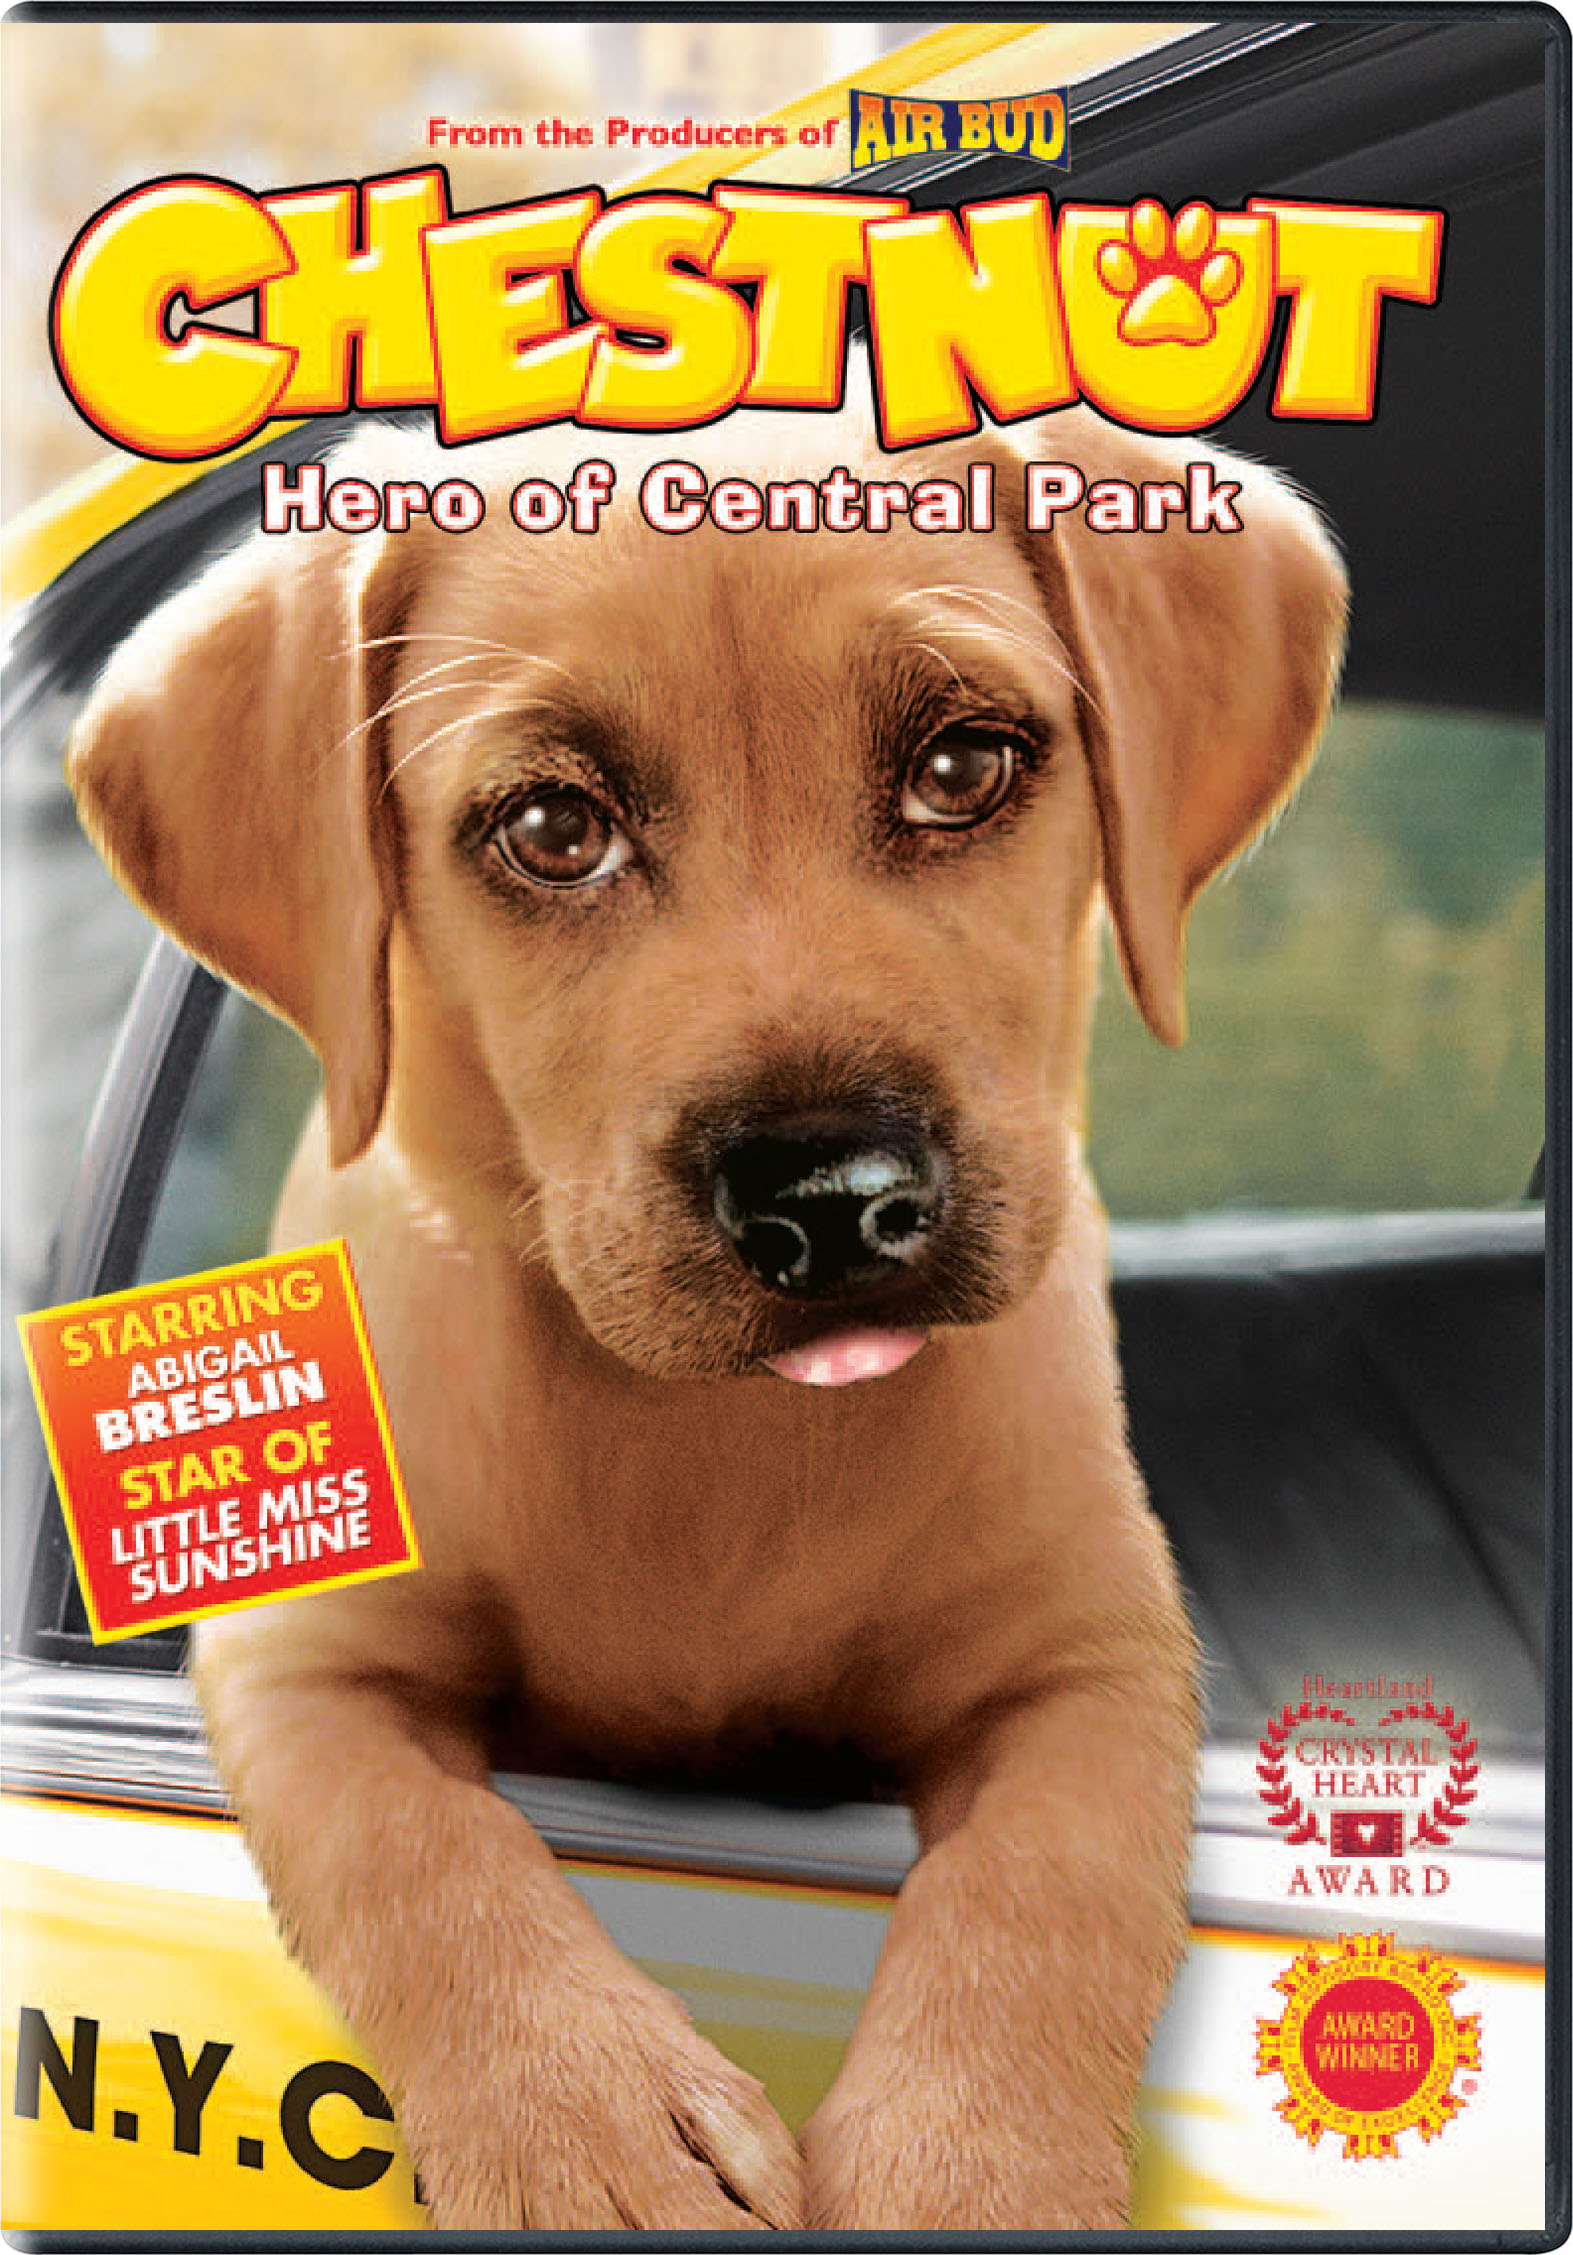 From the Producers of AIR BUD
CHESTNUT
Hero of Central Park
STARRING
ABIGAIL
BRESLIN
STAR OF
LITTLE MISS
SUNSHINE
Heartland
CRYSTAL
HEART
AWARD
AWARD
WINNER
N.Y.C.